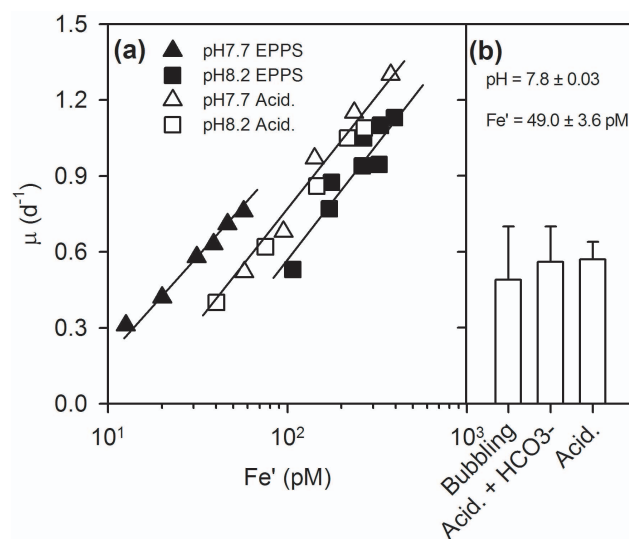 (a)
pH7.7 EPPS
pH8.2 EPPS
pH7.7 Acid.
pH8.2 Acid.
(b)
pH = 7.8 ± 0.03
Fe' = 49.0 ± 3.6 pM
μ (d⁻¹)
1.5
1.2
0.9
0.6
0.3
0.0
10¹
10²
10³
Fe' (pM)
Bubbling
Acid. + HCO3-
Acid.